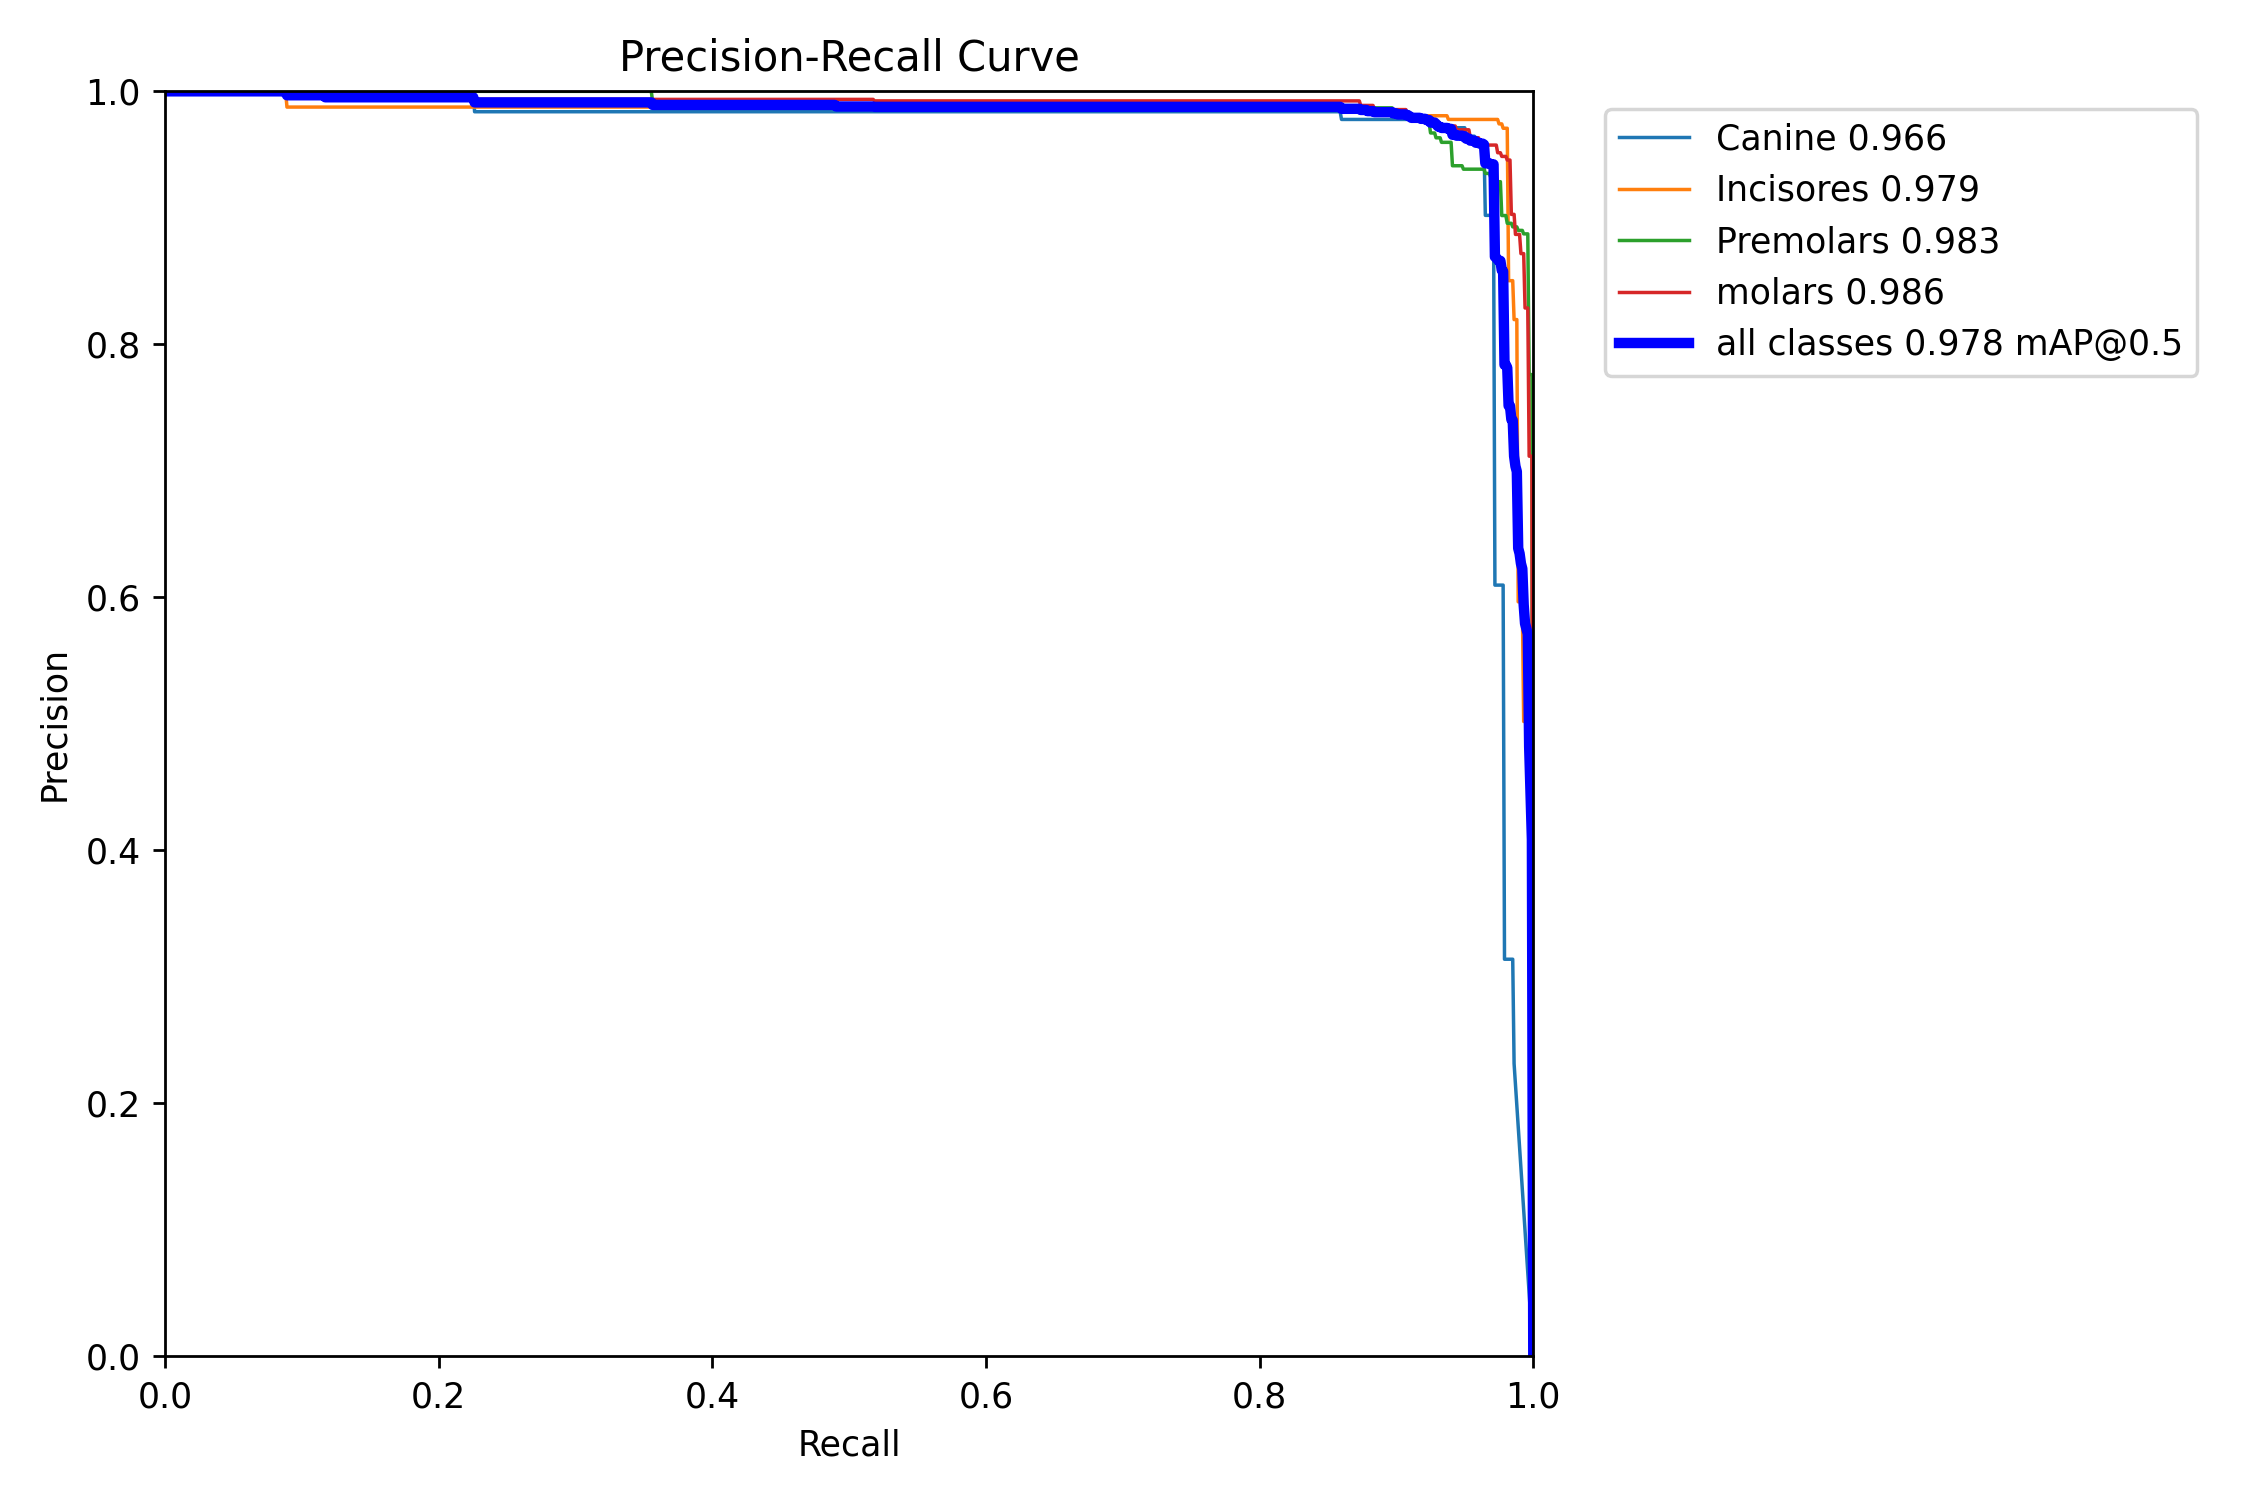 Precision-Recall Curve
1.0
0.8
0.6
0.4
0.2
0.0
Precision
0.0 0.2 0.4 0.6 0.8 1.0
Recall
Canine 0.966
Incisores 0.979
Premolars 0.983
molars 0.986
all classes 0.978 mAP@0.5